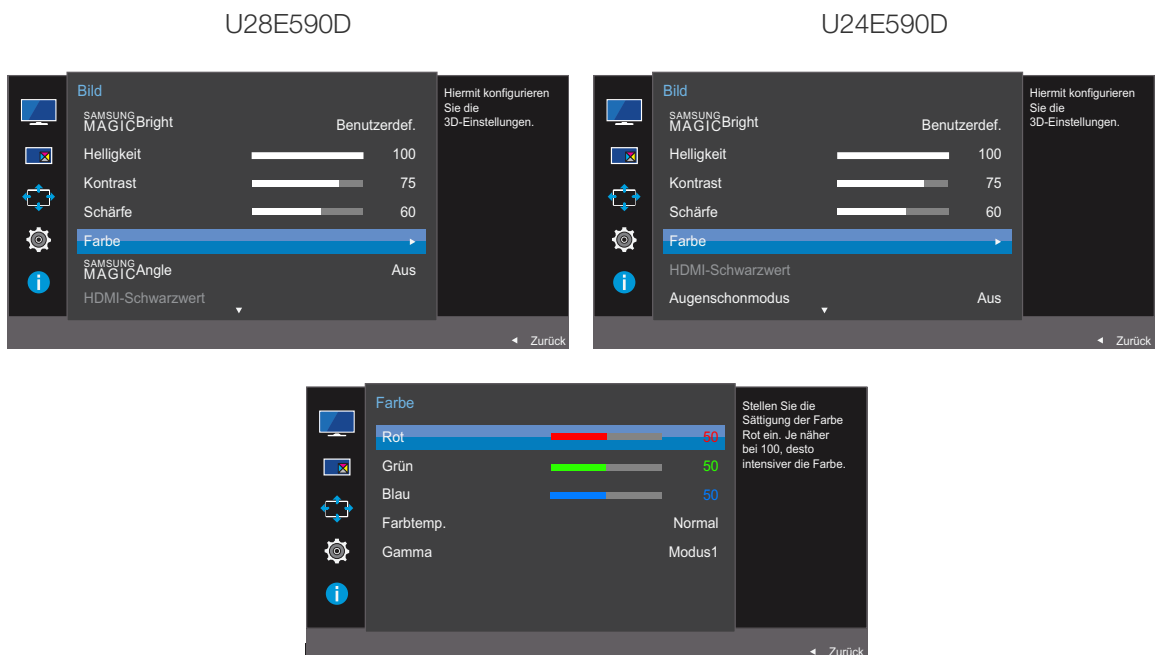 U28E590D
U24E590D
Bild
SAMSUNG MAGICBright Benutzerdef.
Helligkeit 100
Kontrast 75
Schärfe 60
Farbe
SAMSUNG MAGICAngle Aus
HDMI-Schwarzwert
Hiermit konfigurieren
Sie die
3D-Einstellungen.
Zurück
Bild
SAMSUNG MAGICBright Benutzerdef.
Helligkeit 100
Kontrast 75
Schärfe 60
Farbe
HDMI-Schwarzwert
Augenschonmodus Aus
Hiermit konfigurieren
Sie die
3D-Einstellungen.
Zurück
Farbe
Rot 50
Grün 50
Blau 50
Farbtemp. Normal
Gamma Modus1
Stellen Sie die
Sättigung der Farbe
Rot ein. Je näher
bei 100, desto
intensiver die Farbe.
Zurück